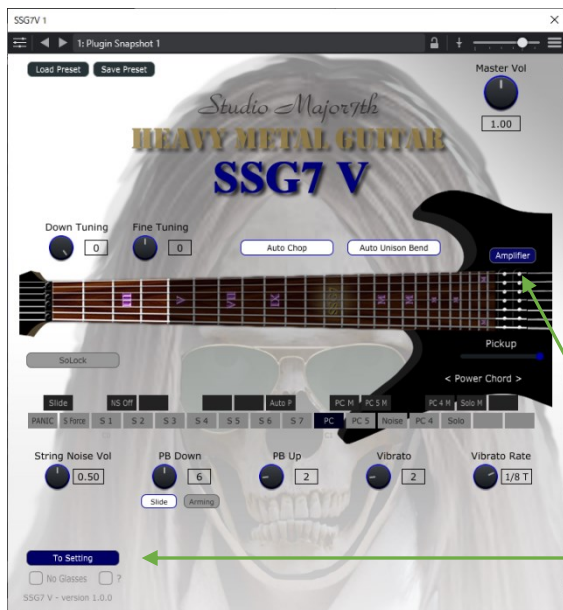 SSG7V 1
1: Plugin Snapshot 1
Load Preset Save Preset
Master Vol
1.00
Studio Major7th
HEAVY METAL GUITAR
SSG7 V
Down Tuning Fine Tuning
0 0
Auto Chop Auto Unison Bend
Amplifier
III V VII IX SSG7
Pickup
SoLock
< Power Chord >
Slide NS Off Auto P PC M PC 5 M PC 4 M Solo M
PANIC S Force S 1 S 2 S 3 S 4 S 5 S 6 S 7 PC PC 5 Noise PC 4 Solo
String Noise Vol PB Down PB Up Vibrato Vibrato Rate
0.50 6 2 2 1/8 T
Slide Arming
To Setting
No Glasses ?
SSG7 V - version 1.0.0